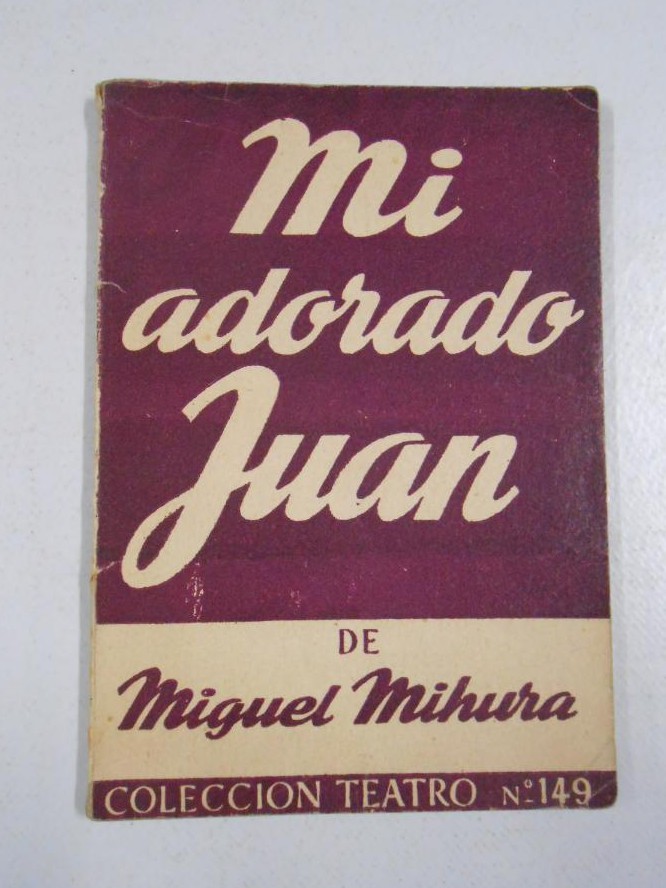 Mi
adorado
Juan
DE
Miguel Mihura
COLECCION TEATRO Nº 149